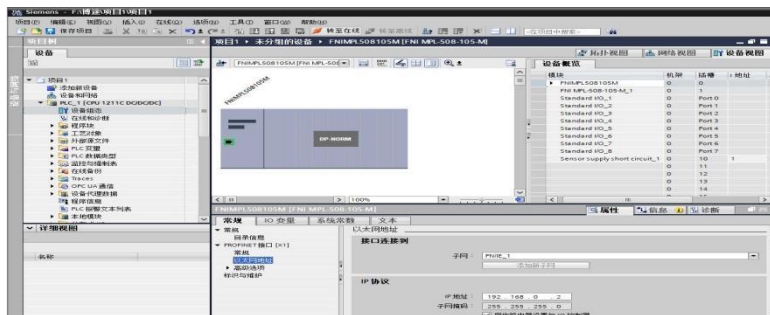 Siemens - F:\博途\项目1\项目1
项目(P) 编辑(E) 视图(V) 插入(I) 在线(O) 选项(N) 工具(T) 窗口(W) 帮助(H)
保存项目 转至在线
项目树
设备
项目1
添加新设备
设备和网络
PLC_1 [CPU 1211C DC/DC/DC]
设备组态
在线和诊断
程序块
工艺对象
外部源文件
PLC 变量
PLC 数据类型
监控与强制表
在线备份
Traces
OPC UA 通信
设备代理数据
程序信息
PLC 报警文本列表
本地模块
详细视图
名称
项目1 未分组的设备 FNIMPL508105M [FNI MPL-508-105-M]
拓扑视图 网络视图 设备视图
FNIMPL508105M [FNI MPL-50
FNIMPL508105M
DP-NORM
100%
设备概览
模块 机架 插槽 I 地址
FNIMPL508105M 0 0
FNI MPL-508-105-M_1 0 1
Standard I/O_1 0 Port 0
Standard I/O_2 0 Port 1
Standard I/O_3 0 Port 2
Standard I/O_4 0 Port 3
Standard I/O_5 0 Port 4
Standard I/O_6 0 Port 5
Standard I/O_7 0 Port 6
Standard I/O_8 0 Port 7
Sensor supply short circuit_1 0 10 1
0 11
0 12
0 13
0 14
FNIMPL508105M [FNI MPL-508-105-M]
属性 信息 诊断
常规 IO 变量 系统常数 文本
常规
目录信息
PROFINET 接口 [X1]
常规
以太网地址
高级选项
标识与维护
以太网地址
接口连接到
子网: PN/IE_1
添加新子网
IP 协议
IP 地址: 192 . 168 . 0 . 2
子网掩码: 255 . 255 . 255 . 0